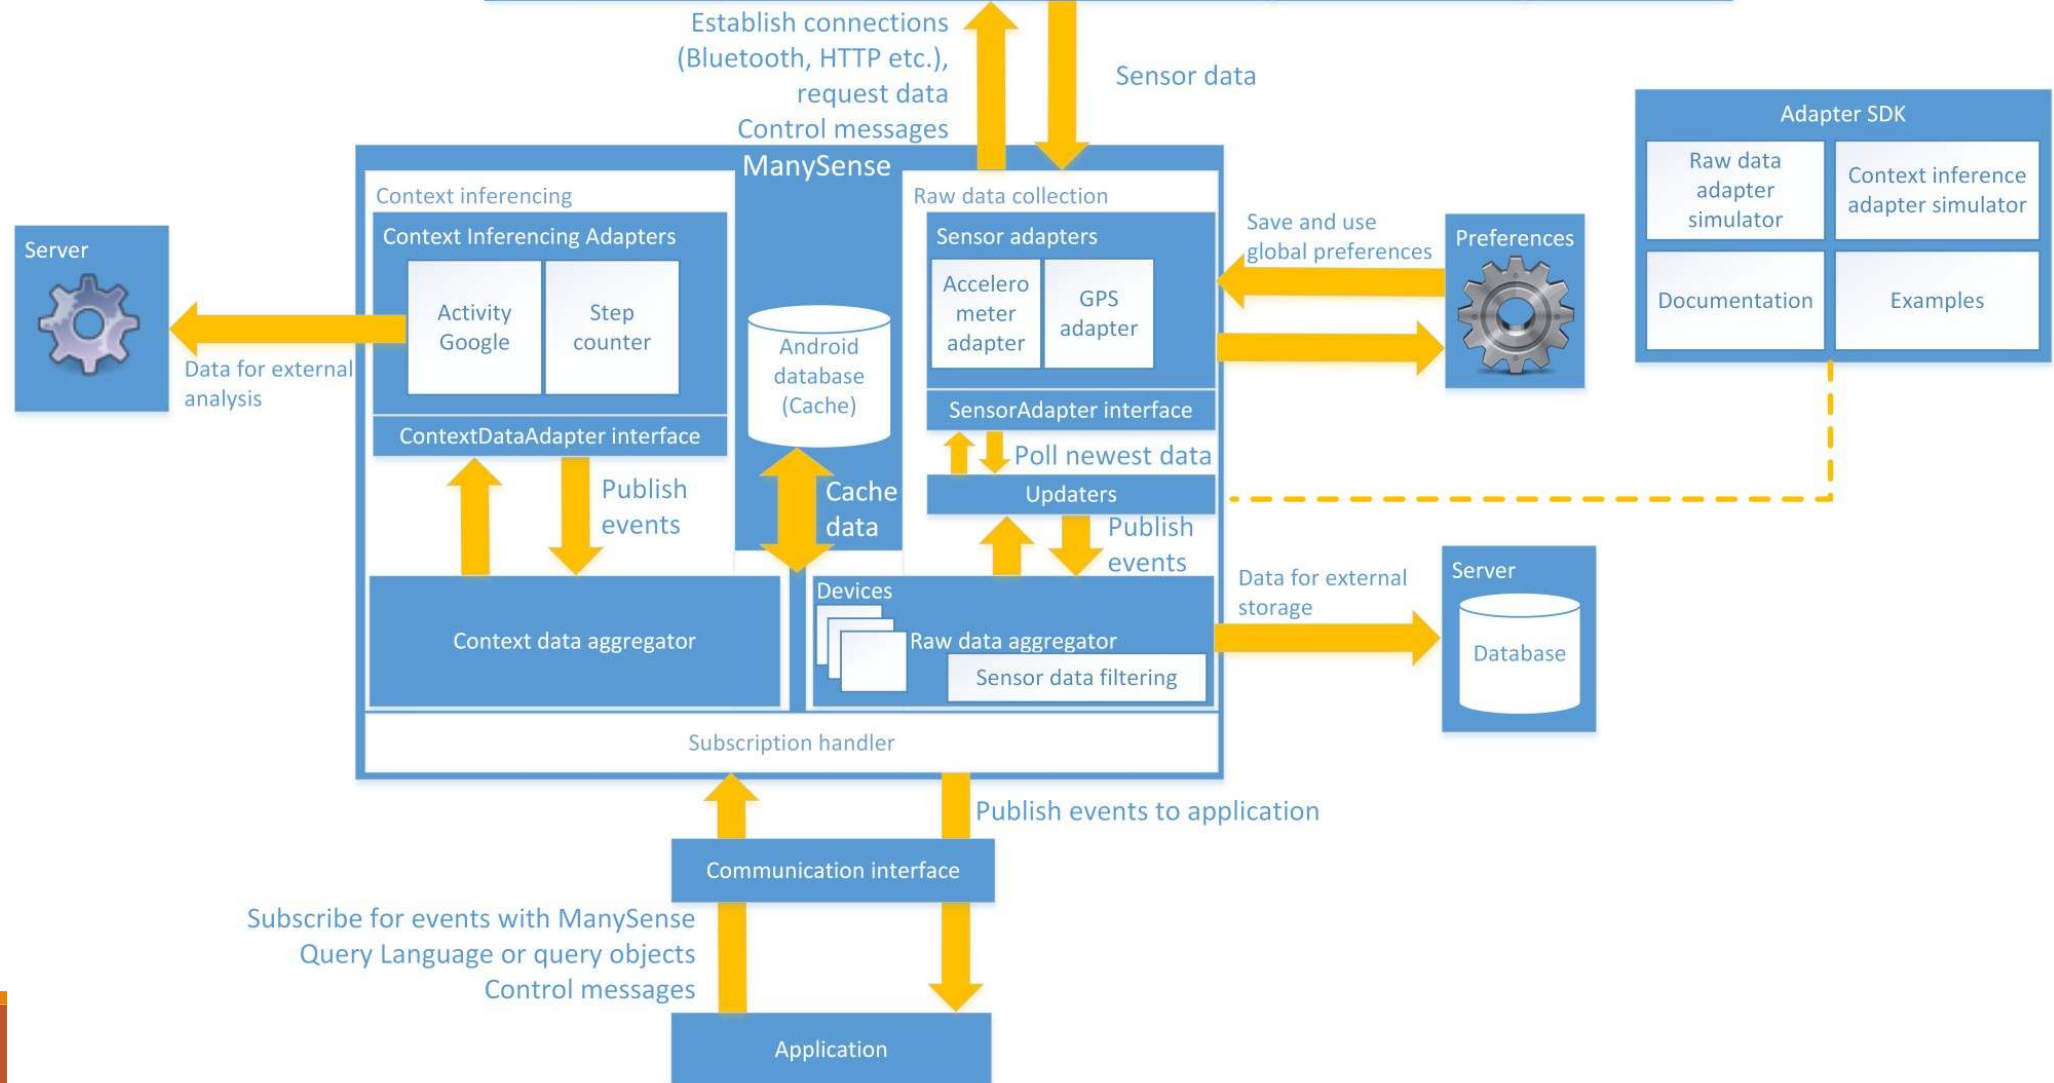 Establish connections
(Bluetooth, HTTP etc.),
request data
Control messages
Sensor data
ManySense
Context inferencing
Context Inferencing Adapters
Activity
Google
Step
counter
ContextDataAdapter interface
Publish
events
Context data aggregator
Server
Data for external
analysis
Android
database
(Cache)
Cache
data
Raw data collection
Sensor adapters
Accelero
meter
adapter
GPS
adapter
SensorAdapter interface
Poll newest data
Updaters
Publish
events
Devices
Raw data aggregator
Sensor data filtering
Save and use
global preferences
Preferences
Adapter SDK
Raw data
adapter
simulator
Context inference
adapter simulator
Documentation
Examples
Data for external
storage
Server
Database
Subscription handler
Publish events to application
Communication interface
Subscribe for events with ManySense
Query Language or query objects
Control messages
Application